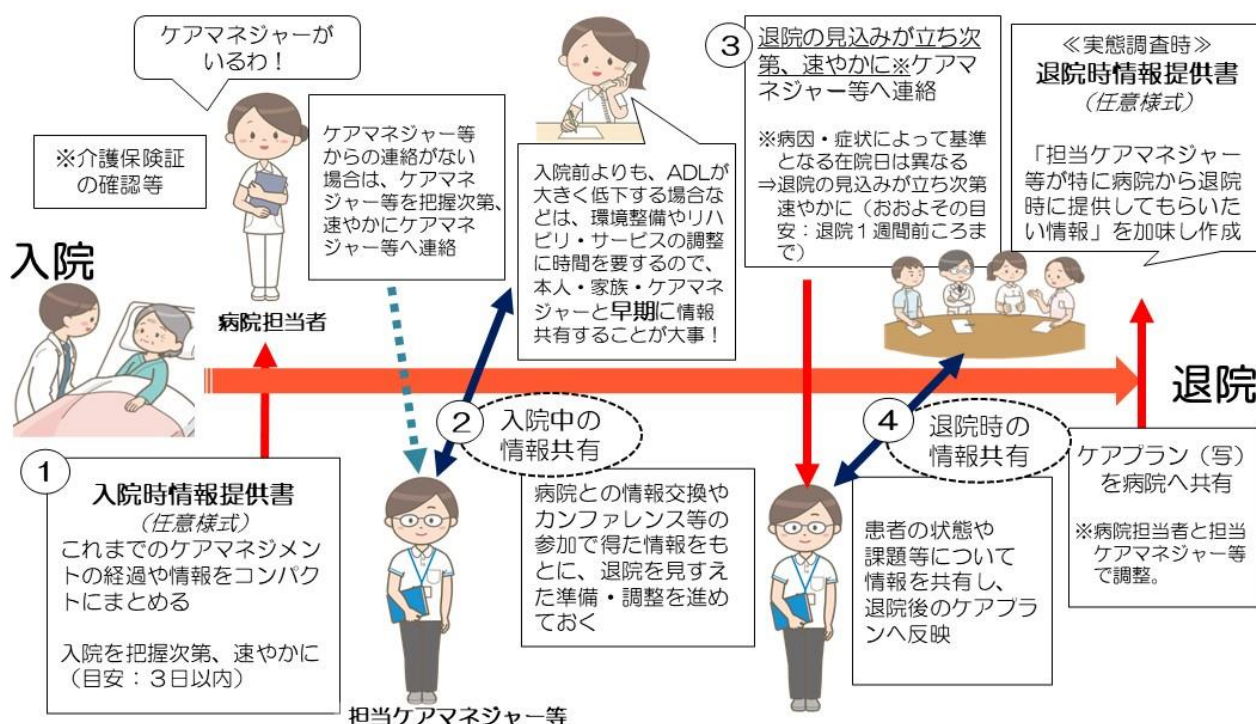 ケアマネジャーが
いるわ！
※介護保険証
の確認等
入院
病院担当者
ケアマネジャー等
からの連絡がない
場合は、ケアマネ
ジャー等を把握次第、
速やかにケアマネ
ジャー等へ連絡
入院前よりも、ADLが
大きく低下する場合な
どは、環境整備やリハ
ビリ・サービスの調整
に時間を要するので、
本人・家族・ケアマネ
ジャーと早期に情報
共有することが大事！
③
退院の見込みが立ち次
第、速やかに※ケアマ
ネジャー等へ連絡
※病因・症状によって基準
となる在院日は異なる
⇒退院の見込みが立ち次第
速やかに（おおよその目
安：退院１週間前ころま
で）
≪実態調査時≫
退院時情報提供書
(任意様式)
「担当ケアマネジャー
等が特に病院から退院
時に提供してもらいた
い情報」を加味し作成
退院
①
入院時情報提供書
(任意様式)
これまでのケアマネジメン
トの経過や情報をコンパク
トにまとめる
入院を把握次第、速やかに
（目安：３日以内）
②
入院中の
情報共有
病院との情報交換や
カンファレンス等の
参加で得た情報をも
とに、退院を見すえ
た準備・調整を進め
ておく
担当ケアマネジャー等
④
退院時の
情報共有
患者の状態や
課題等について
情報を共有し、
退院後のケアプラ
ンへ反映
ケアプラン（写）
を病院へ共有
※病院担当者と担当
ケアマネジャー等
で調整。